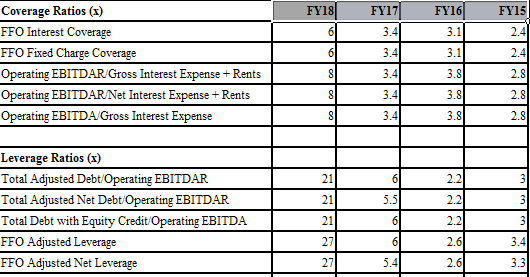 Coverage Ratios (x) FY18 FY17 FY16 FY15
FFO Interest Coverage 6 3.4 3.1 2.4
FFO Fixed Charge Coverage 6 3.4 3.1 2.4
Operating EBITDAR/Gross Interest Expense + Rents 8 3.4 3.8 2.8
Operating EBITDAR/Net Interest Expense + Rents 8 3.4 3.8 2.8
Operating EBITDA/Gross Interest Expense 8 3.4 3.8 2.8
Leverage Ratios (x)
Total Adjusted Debt/Operating EBITDAR 21 6 2.2 3
Total Adjusted Net Debt/Operating EBITDAR 21 5.5 2.2 3
Total Debt with Equity Credit/Operating EBITDA 21 6 2.2 3
FFO Adjusted Leverage 27 6 2.6 3.4
FFO Adjusted Net Leverage 27 5.4 2.6 3.3